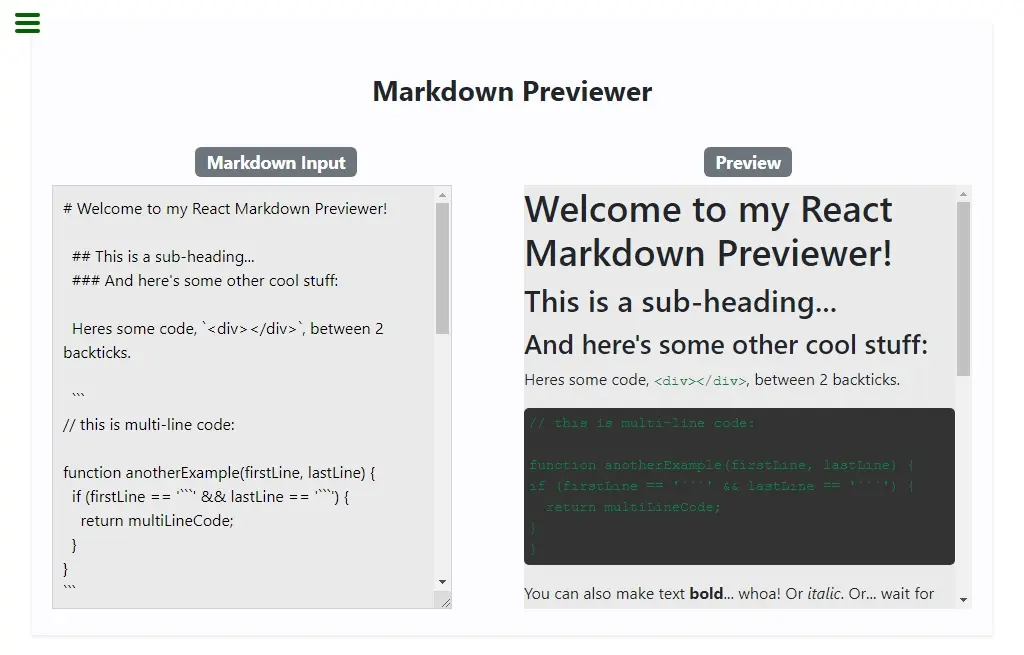 Markdown Previewer
Markdown Input
# Welcome to my React Markdown Previewer!
## This is a sub-heading...
### And here's some other cool stuff:
Heres some code, `<div></div>`, between 2
backticks.
```
// this is multi-line code:
function anotherExample(firstLine, lastLine) {
if (firstLine == '```' && lastLine == '```') {
return multiLineCode;
}
}
```
Preview
Welcome to my React
Markdown Previewer!
This is a sub-heading...
And here's some other cool stuff:
Heres some code, <div></div>, between 2 backticks.
// this is multi-line code:
function anotherExample(firstLine, lastLine) {
if (firstLine == '````' && lastLine == '````') {
return multiLineCode;
}
}
You can also make text bold... whoa! Or italic. Or... wait for